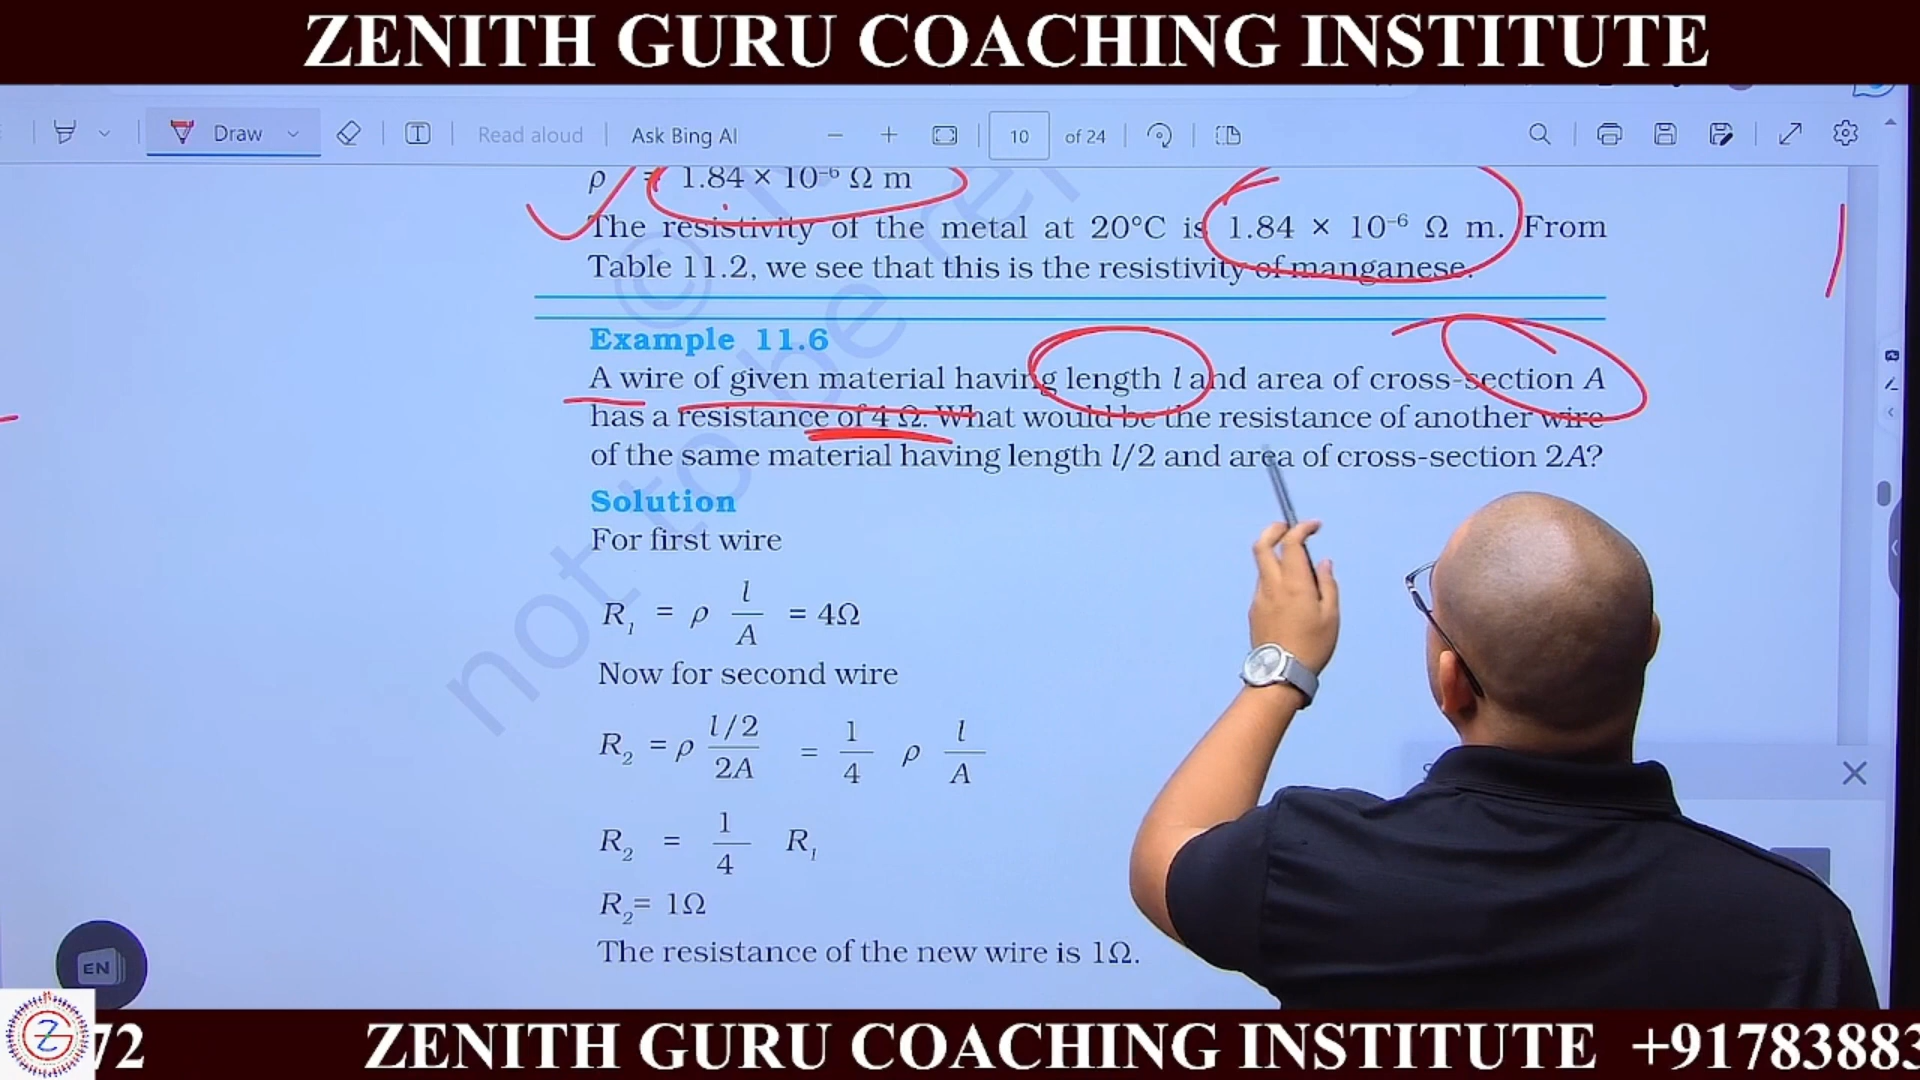 ZENITH GURU COACHING INSTITUTE
Draw
Read aloud
Ask Bing AI
10 of 24
ρ = 1.84 × 10⁻⁶ Ω m
The resistivity of the metal at 20°C is 1.84 × 10⁻⁶ Ω m. From
Table 11.2, we see that this is the resistivity of manganese.
Example 11.6
A wire of given material having length l and area of cross-section A
has a resistance of 4 Ω. What would be the resistance of another wire
of the same material having length l/2 and area of cross-section 2A?
Solution
For first wire
R₁ = ρ l/A = 4Ω
Now for second wire
R₂ = ρ (l/2)/2A = 1/4 ρ l/A
R₂ = 1/4 R₁
R₂= 1Ω
The resistance of the new wire is 1Ω.
not to be re
EN
72 ZENITH GURU COACHING INSTITUTE +91783883